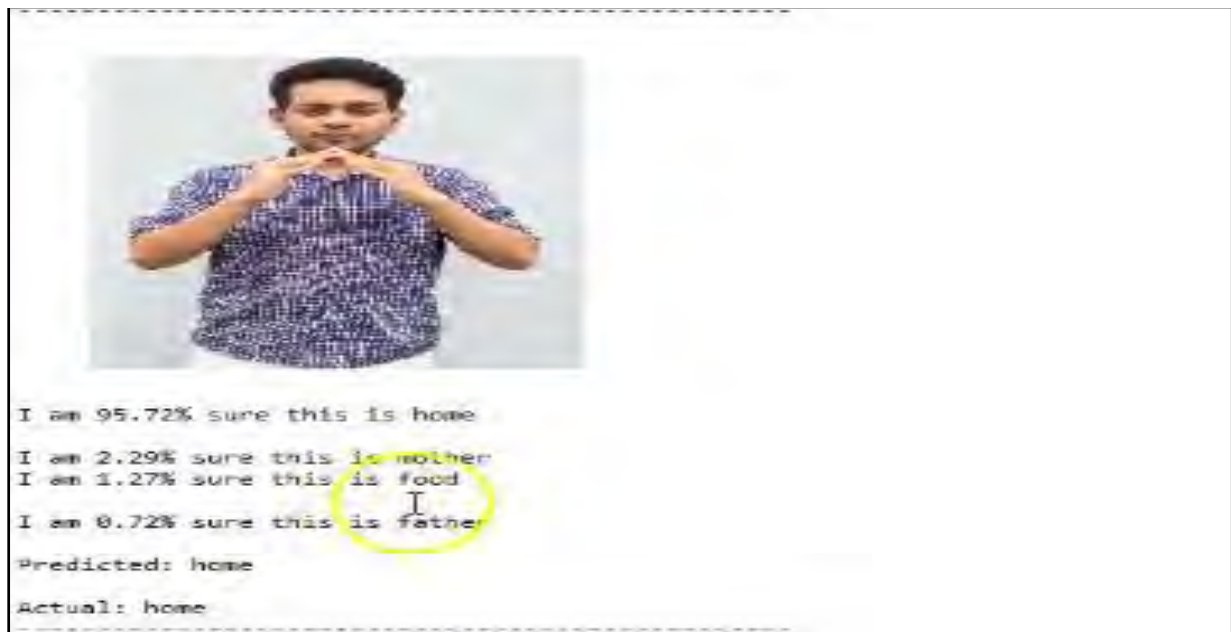 I am 95.72% sure this is home
I am 2.29% sure this is mother
I am 1.27% sure this is food
I am 0.72% sure this is father
Predicted: home
Actual: home